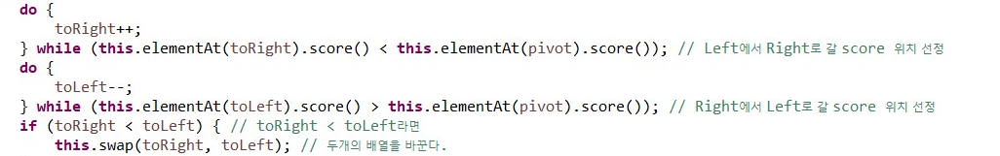 do {
toRight++;
} while (this.elementAt(toRight).score() < this.elementAt(pivot).score()); // Left에서 Right로 갈 score 위치 선정
do {
toLeft--;
} while (this.elementAt(toLeft).score() > this.elementAt(pivot).score()); // Right에서 Left로 갈 score 위치 선정
if (toRight < toLeft) { // toRight < toLeft라면
this.swap(toRight, toLeft); // 두개의 배열을 바꾼다.